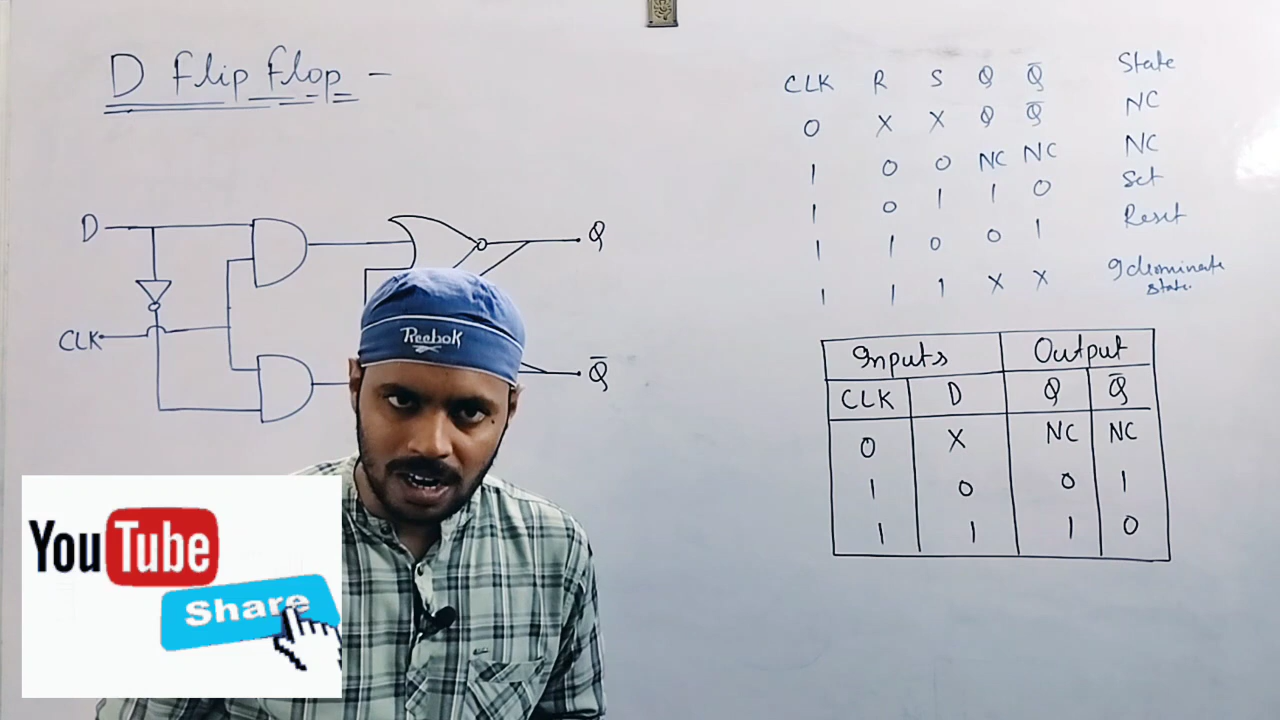 D Flip Flop -
CLK R S Q Q̅ State
0 X X Q Q̅ NC
1 0 0 NC NC NC
1 0 1 1 0 Set
1 1 0 0 1 Reset
1 1 1 X X
state.
D
Q
CLK
Q̅
Reebok
Inputs Output
CLK D Q Q̅
0 X NC NC
1 0 0 1
1 1 1 0
YouTube
Share